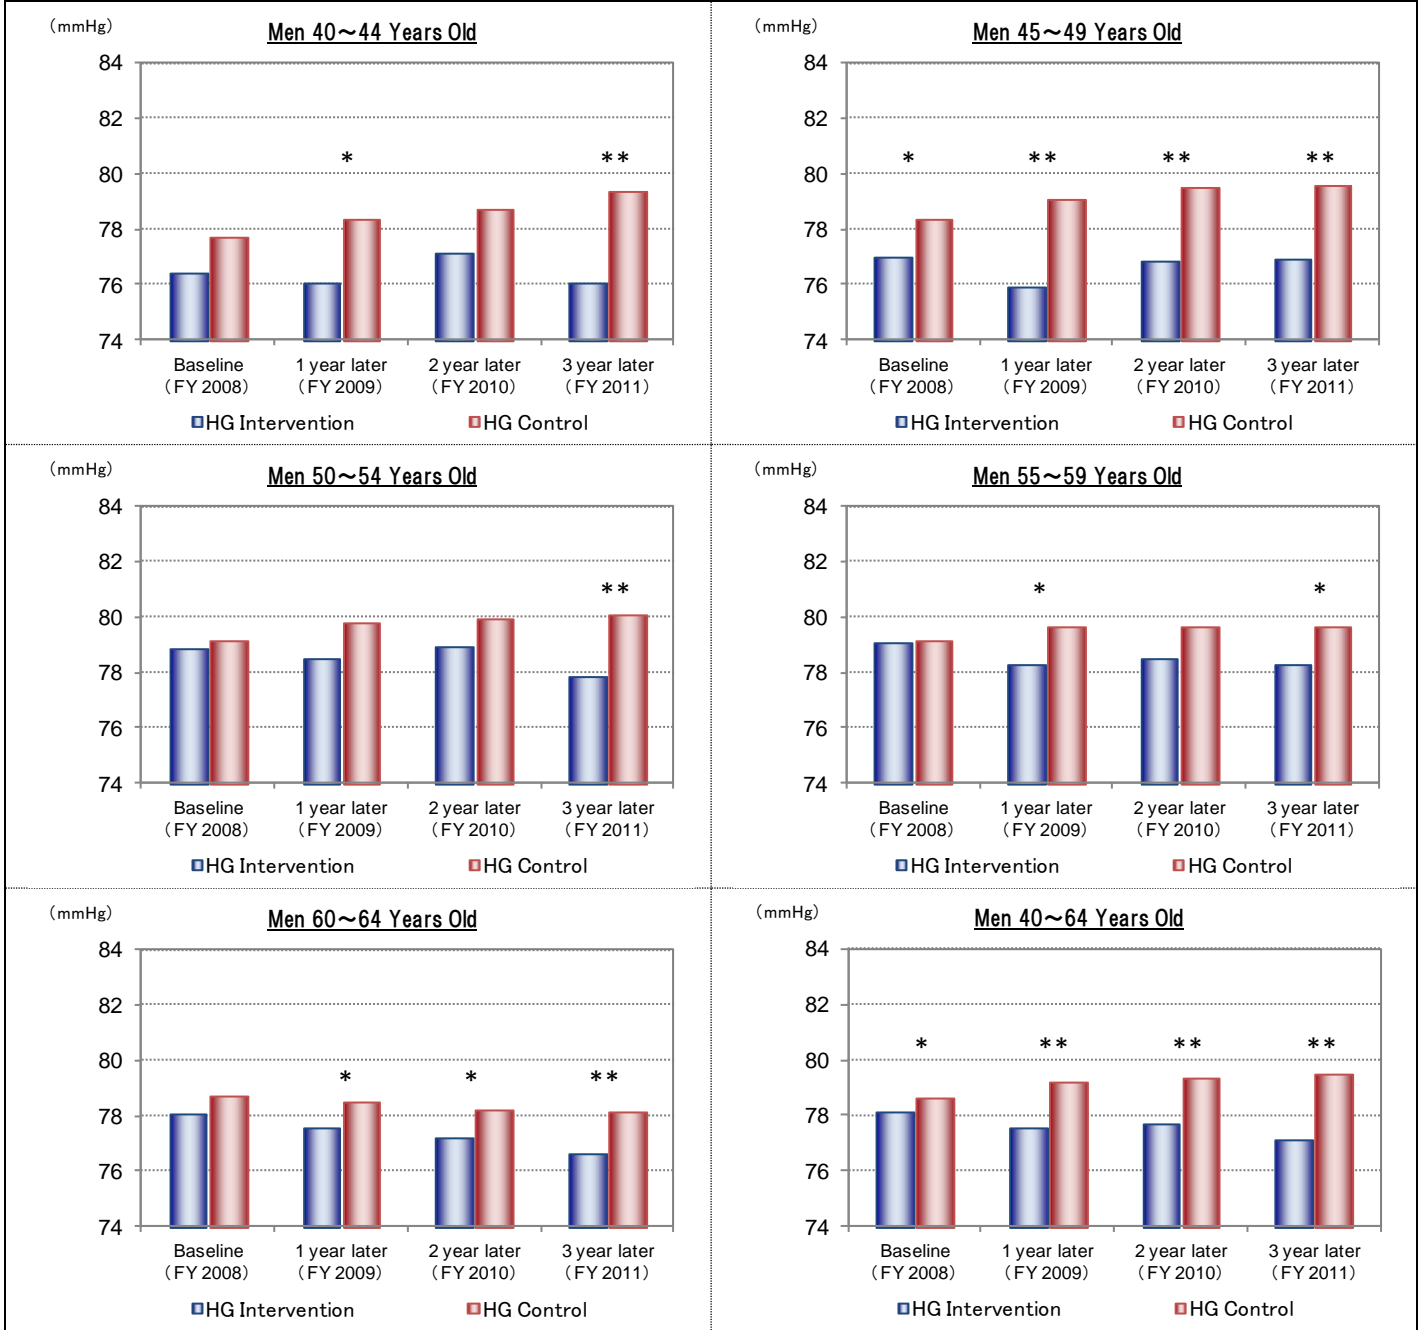 (mmHg)
Men 40～44 Years Old
84
82
80
78
76
74
*
**
Baseline
(FY 2008)
1 year later
(FY 2009)
2 year later
(FY 2010)
3 year later
(FY 2011)
HG Intervention
HG Control
(mmHg)
Men 45～49 Years Old
84
82
80
78
76
74
*
**
**
**
Baseline
(FY 2008)
1 year later
(FY 2009)
2 year later
(FY 2010)
3 year later
(FY 2011)
HG Intervention
HG Control
(mmHg)
Men 50～54 Years Old
84
82
80
78
76
74
**
Baseline
(FY 2008)
1 year later
(FY 2009)
2 year later
(FY 2010)
3 year later
(FY 2011)
HG Intervention
HG Control
(mmHg)
Men 55～59 Years Old
84
82
80
78
76
74
*
*
Baseline
(FY 2008)
1 year later
(FY 2009)
2 year later
(FY 2010)
3 year later
(FY 2011)
HG Intervention
HG Control
(mmHg)
Men 60～64 Years Old
84
82
80
78
76
74
*
*
**
Baseline
(FY 2008)
1 year later
(FY 2009)
2 year later
(FY 2010)
3 year later
(FY 2011)
HG Intervention
HG Control
(mmHg)
Men 40～64 Years Old
84
82
80
78
76
74
*
**
**
**
Baseline
(FY 2008)
1 year later
(FY 2009)
2 year later
(FY 2010)
3 year later
(FY 2011)
HG Intervention
HG Control